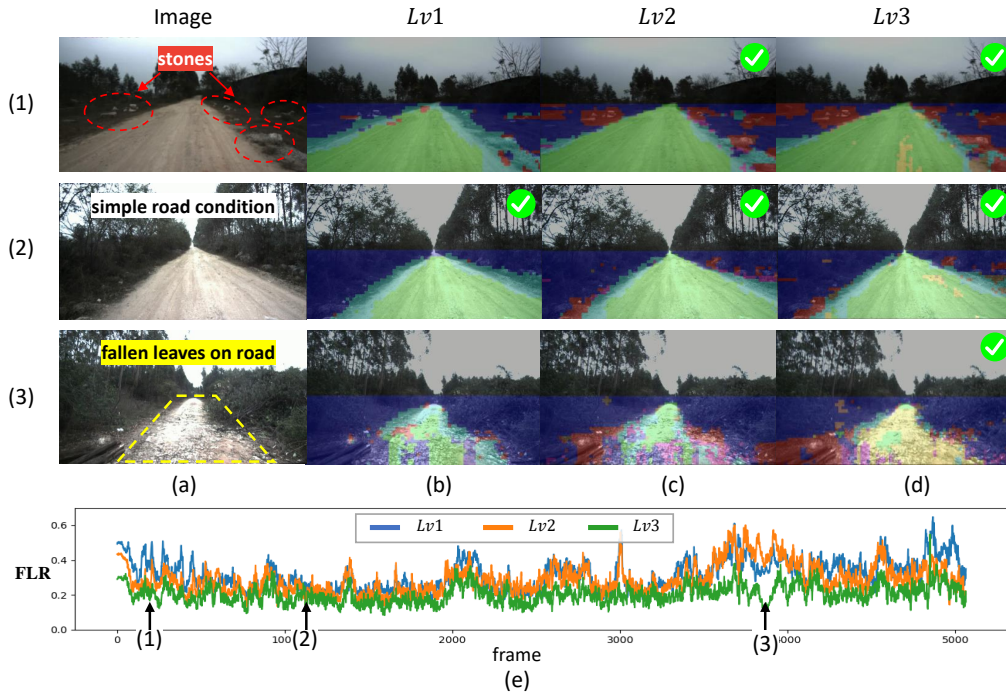 Image Lv1 Lv2 Lv3
stones
(1)
simple road condition
(2)
fallen leaves on road
(3)
(a) (b) (c) (d)
Lv1 Lv2 Lv3
0.6
0.4
FLR
0.2
0.0
(1) (2) (3)
0 1000 2000 3000 4000 5000
frame
(e)